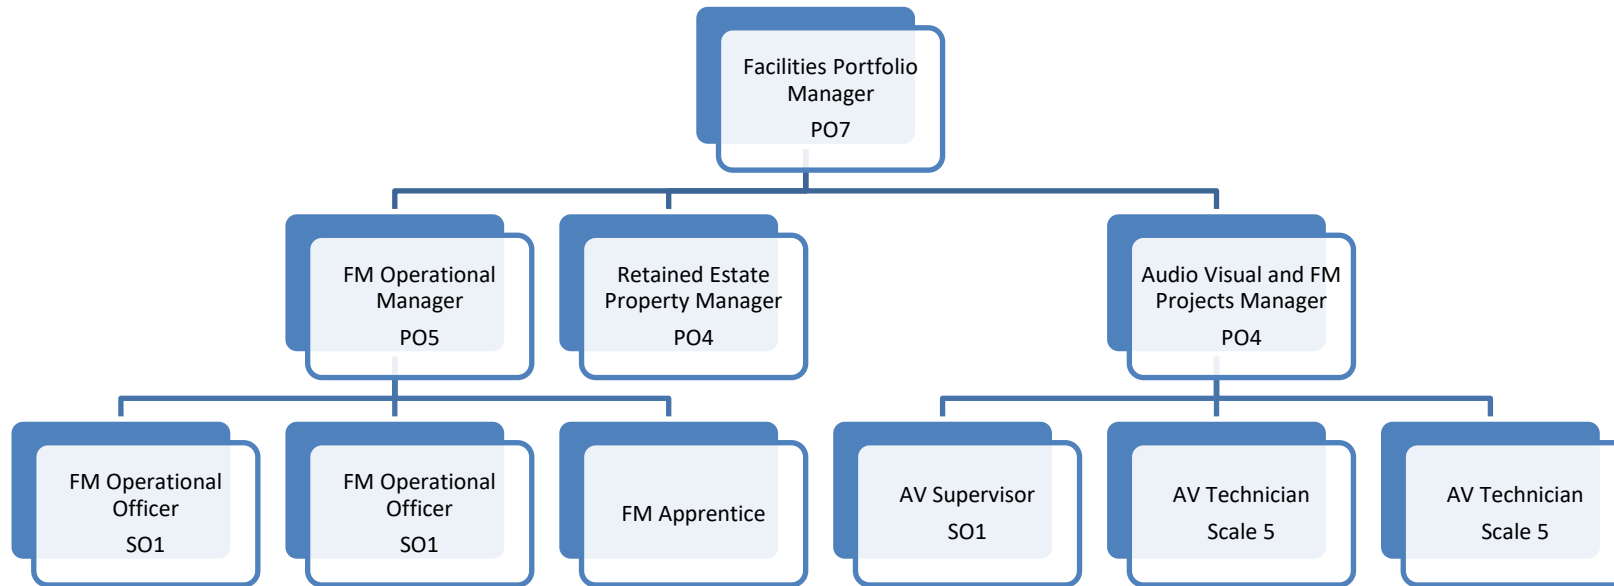 Facilities Portfolio
Manager
PO7
FM Operational
Manager
PO5
Retained Estate
Property Manager
PO4
Audio Visual and FM
Projects Manager
PO4
FM Operational
Officer
SO1
FM Operational
Officer
SO1
FM Apprentice
AV Supervisor
SO1
AV Technician
Scale 5
AV Technician
Scale 5